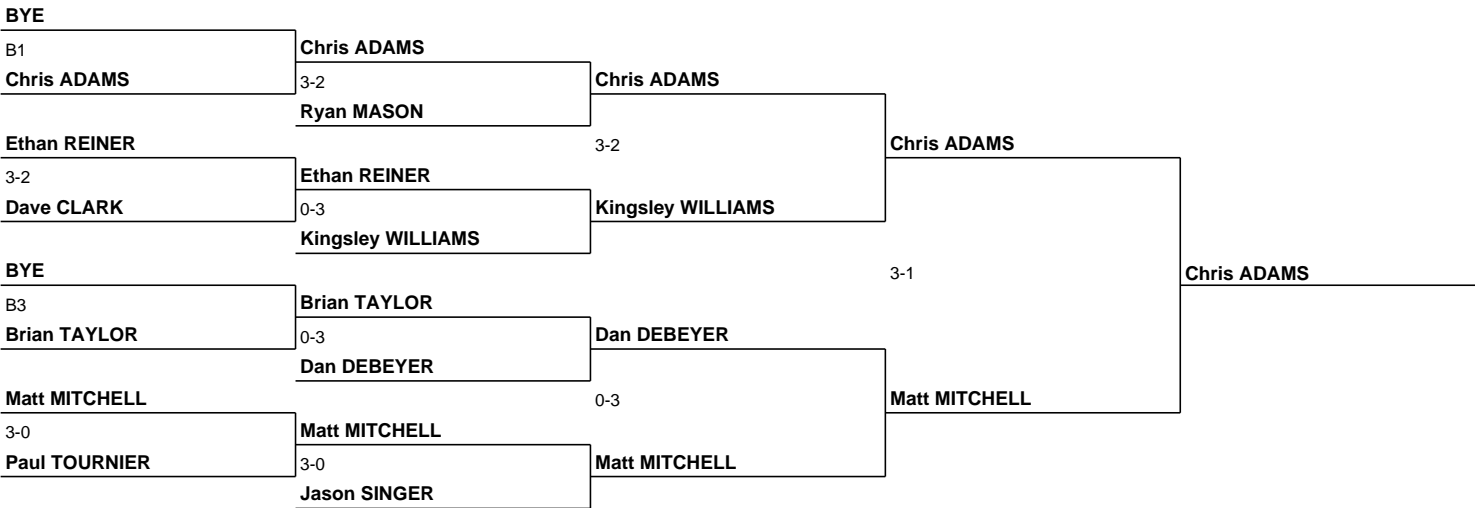 BYE
B1
Chris ADAMS
Chris ADAMS
3-2
Chris ADAMS
Ryan MASON
Ethan REINER
3-2
Chris ADAMS
3-2
Ethan REINER
Dave CLARK
0-3
Kingsley WILLIAMS
Kingsley WILLIAMS
BYE
3-1
Chris ADAMS
B3
Brian TAYLOR
Brian TAYLOR
0-3
Dan DEBEYER
Dan DEBEYER
Matt MITCHELL
0-3
Matt MITCHELL
3-0
Matt MITCHELL
Paul TOURNIER
3-0
Matt MITCHELL
Jason SINGER